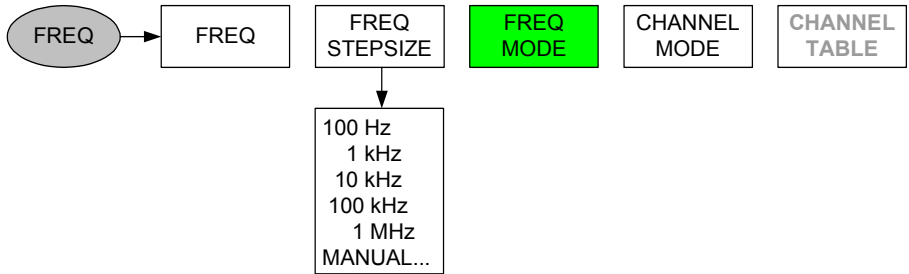 FREQ
FREQ
FREQ
STEPSIZE
FREQ
MODE
CHANNEL
MODE
CHANNEL
TABLE
100 Hz
1 kHz
10 kHz
100 kHz
1 MHz
MANUAL...